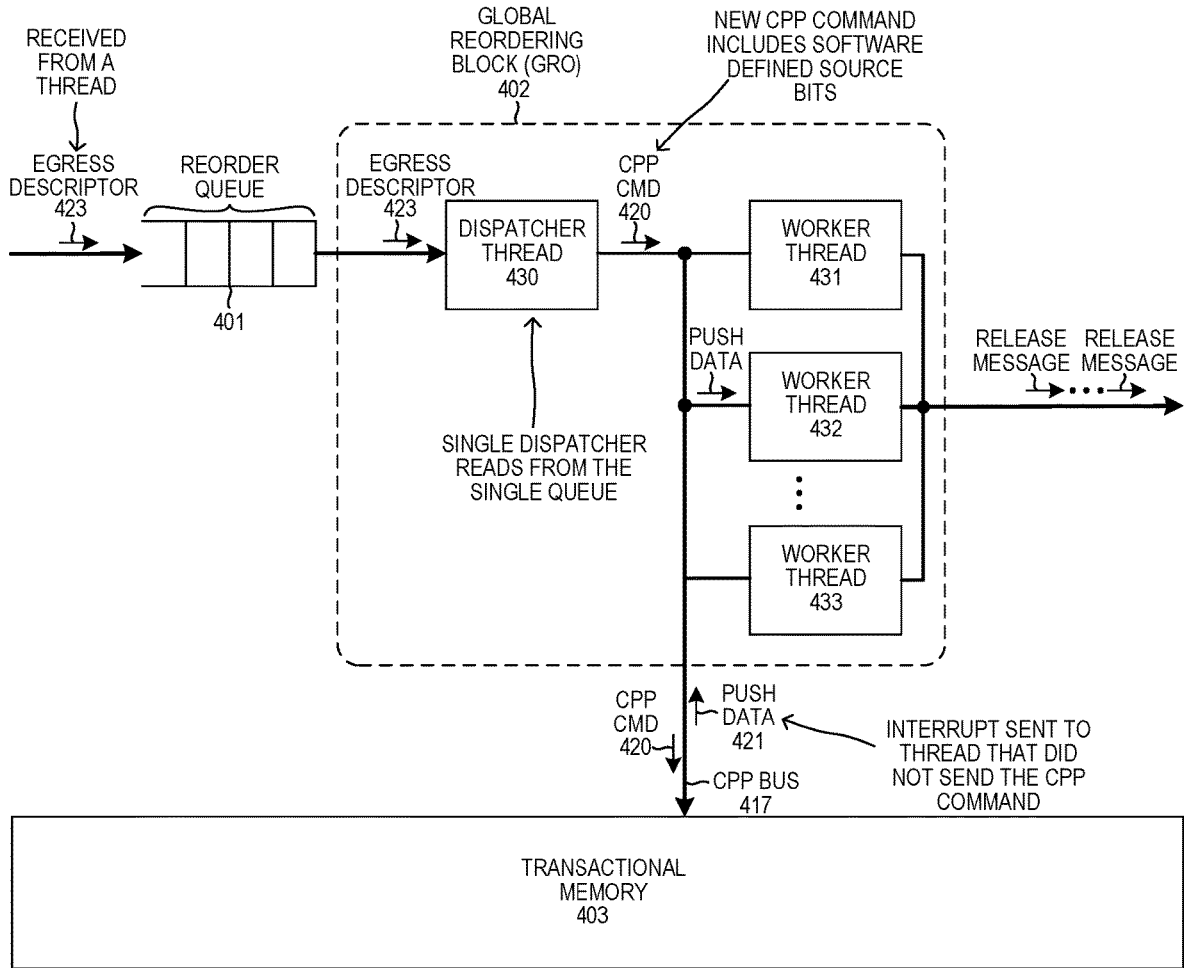 RECEIVED
FROM A
THREAD
EGRESS
DESCRIPTOR
423
REORDER
QUEUE
401
GLOBAL
REORDERING
BLOCK (GRO)
402
NEW CPP COMMAND
INCLUDES SOFTWARE
DEFINED SOURCE
BITS
EGRESS
DESCRIPTOR
423
DISPATCHER
THREAD
430
CPP
CMD
420
WORKER
THREAD
431
SINGLE DISPATCHER
READS FROM THE
SINGLE QUEUE
PUSH
DATA
WORKER
THREAD
432
WORKER
THREAD
433
RELEASE
MESSAGE
RELEASE
MESSAGE
CPP
CMD
420
PUSH
DATA
421
CPP BUS
417
INTERRUPT SENT TO
THREAD THAT DID
NOT SEND THE CPP
COMMAND
TRANSACTIONAL
MEMORY
403